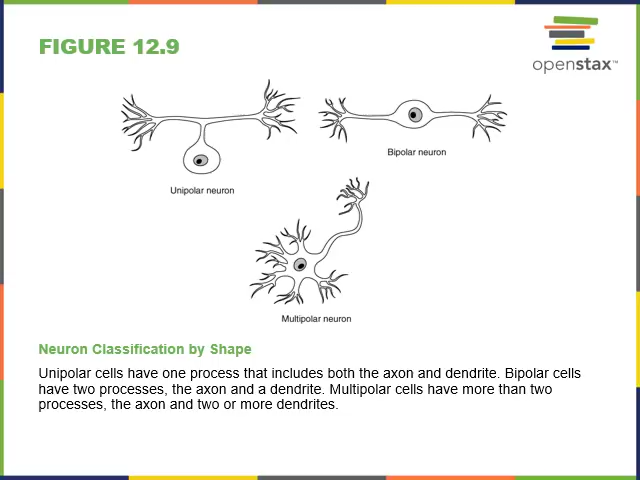 FIGURE 12.9
openstax™
Unipolar neuron
Bipolar neuron
Multipolar neuron
Neuron Classification by Shape
Unipolar cells have one process that includes both the axon and dendrite. Bipolar cells
have two processes, the axon and a dendrite. Multipolar cells have more than two
processes, the axon and two or more dendrites.